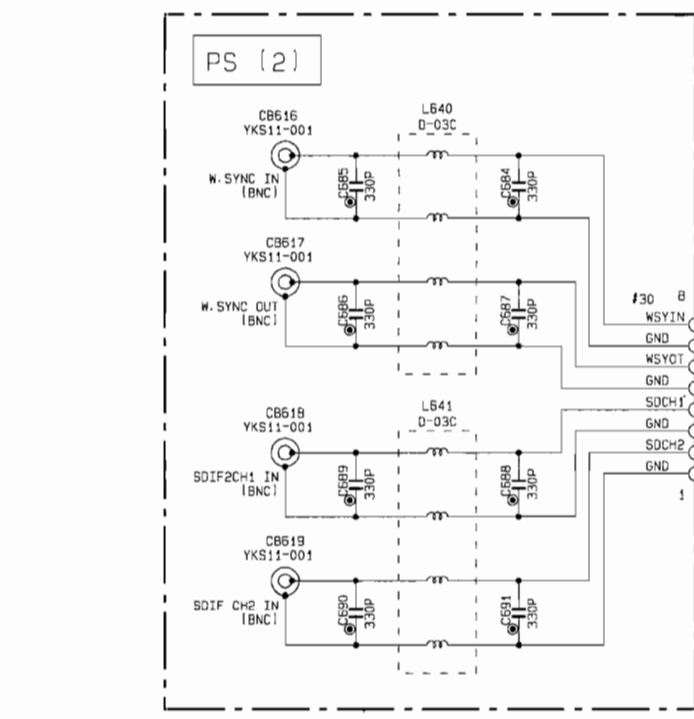 PS (2)
CB616
YKS11-001
W.SYNC IN
(BNC)
C685
330P
L640
D-03C
C684
330P
CB617
YKS11-001
W.SYNC OUT
(BNC)
C686
330P
C687
330P
#30 8
WSYIN
GND
WSYOT
GND
SDCH1
GND
SDCH2
GND
1
CB618
YKS11-001
SDIF2CH1 IN
(BNC)
C689
330P
L641
D-03C
C688
330P
CB619
YKS11-001
SDIF CH2 IN
(BNC)
C690
330P
C691
330P